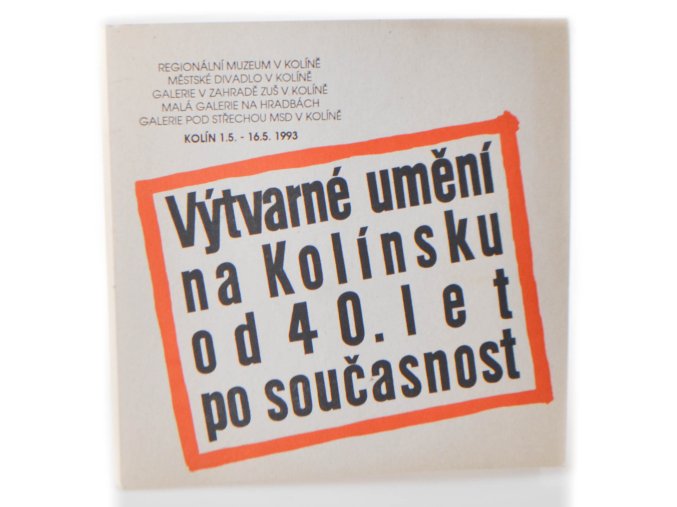 REGIONÁLNÍ MUZEUM V KOLÍNĚ
MĚSTSKÉ DIVADLO V KOLÍNĚ
GALERIE V ZAHRADĚ ZUŠ V KOLÍNĚ
MALÁ GALERIE NA HRADBÁCH
GALERIE POD STŘECHOU MSD V KOLÍNĚ
KOLÍN 1.5. - 16.5. 1993
Výtvarné umění
na Kolínsku
od 40. let
po současnost